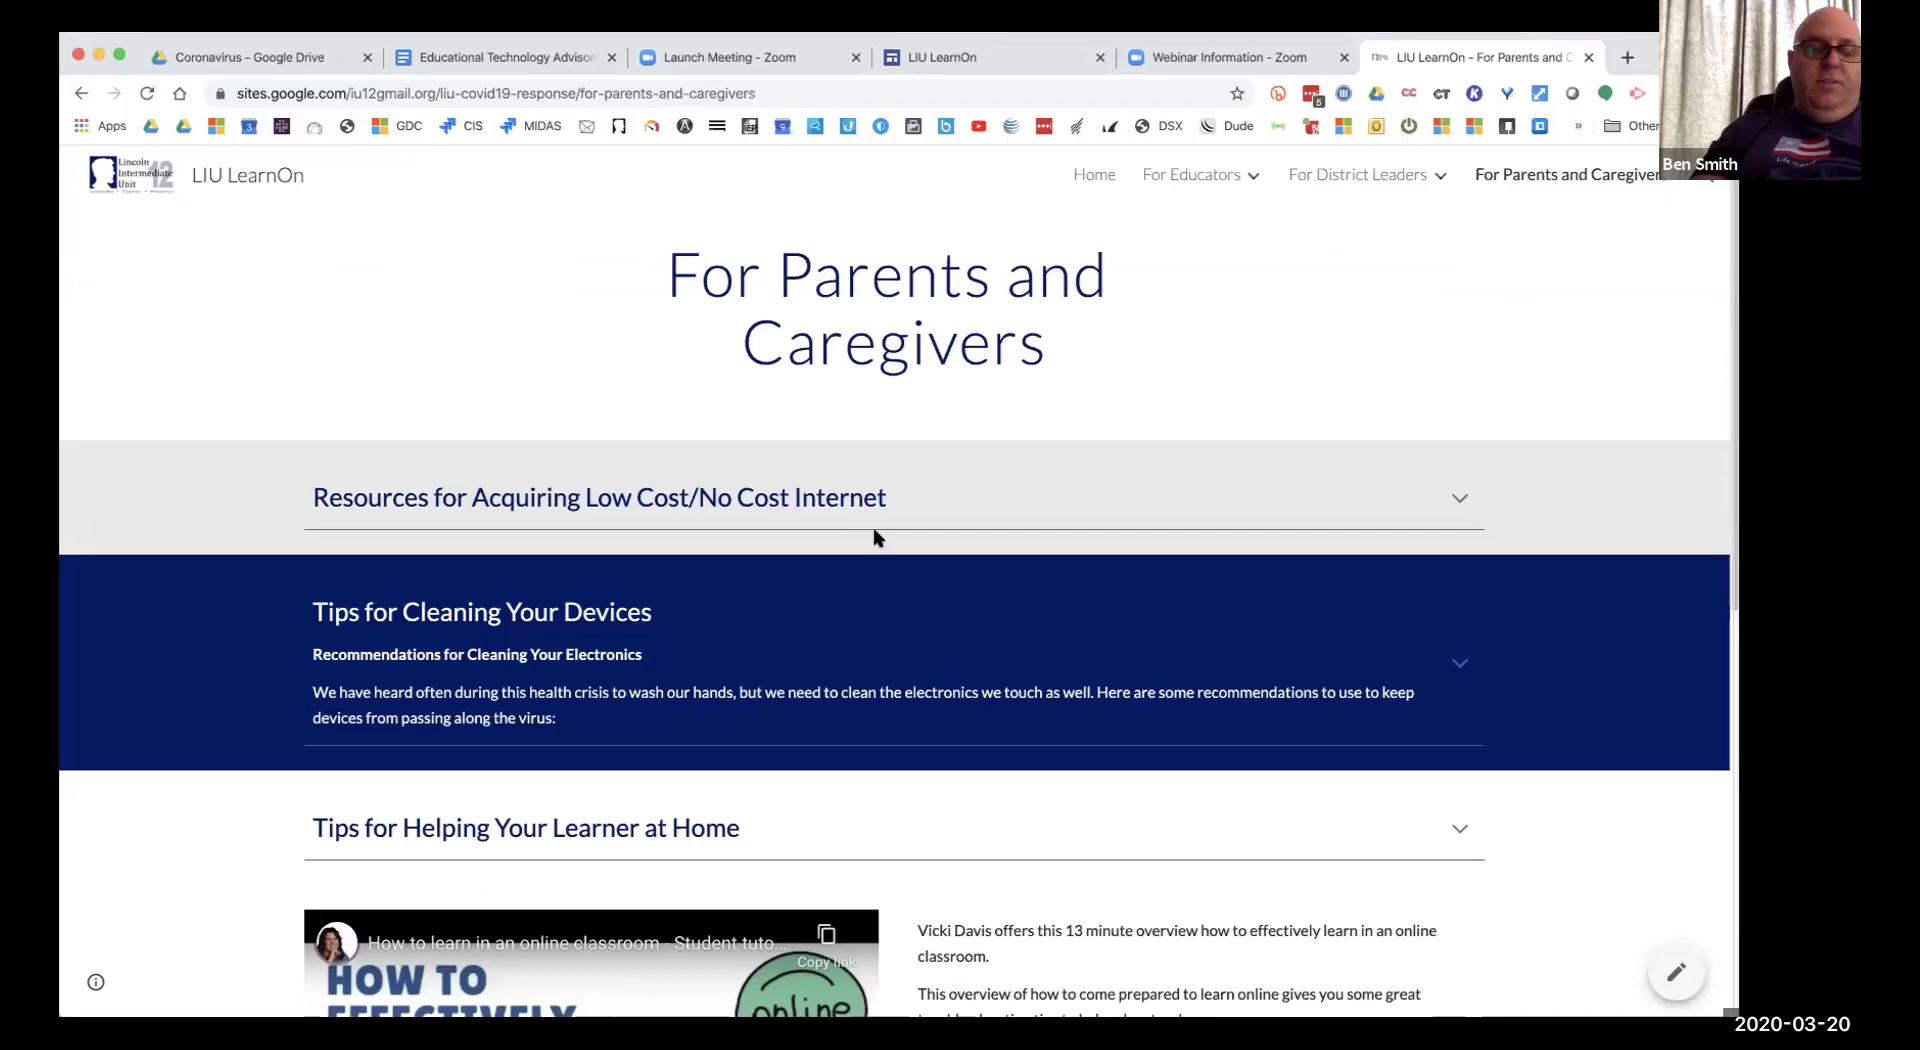 Coronavirus - Google Drive
Educational Technology Advisor
Launch Meeting - Zoom
LIU LearnOn
Webinar Information - Zoom
LIU LearnOn - For Parents and C
sites.google.com/iu12gmail.org/liu-covid19-response/for-parents-and-caregivers
Apps
GDC
CIS
MIDAS
DSX
Dude
Other
Ben Smith
Lincoln
Intermediate
Unit
12
LIU LearnOn
Home
For Educators
For District Leaders
For Parents and Caregiver
For Parents and
Caregivers
Resources for Acquiring Low Cost/No Cost Internet
Tips for Cleaning Your Devices
Recommendations for Cleaning Your Electronics
We have heard often during this health crisis to wash our hands, but we need to clean the electronics we touch as well. Here are some recommendations to use to keep
devices from passing along the virus:
Tips for Helping Your Learner at Home
How to learn in an online classroom - Student tuto...
Copy link
HOW TO
EFFECTIVELY
online
Vicki Davis offers this 13 minute overview how to effectively learn in an online
classroom.
This overview of how to come prepared to learn online gives you some great
2020-03-20